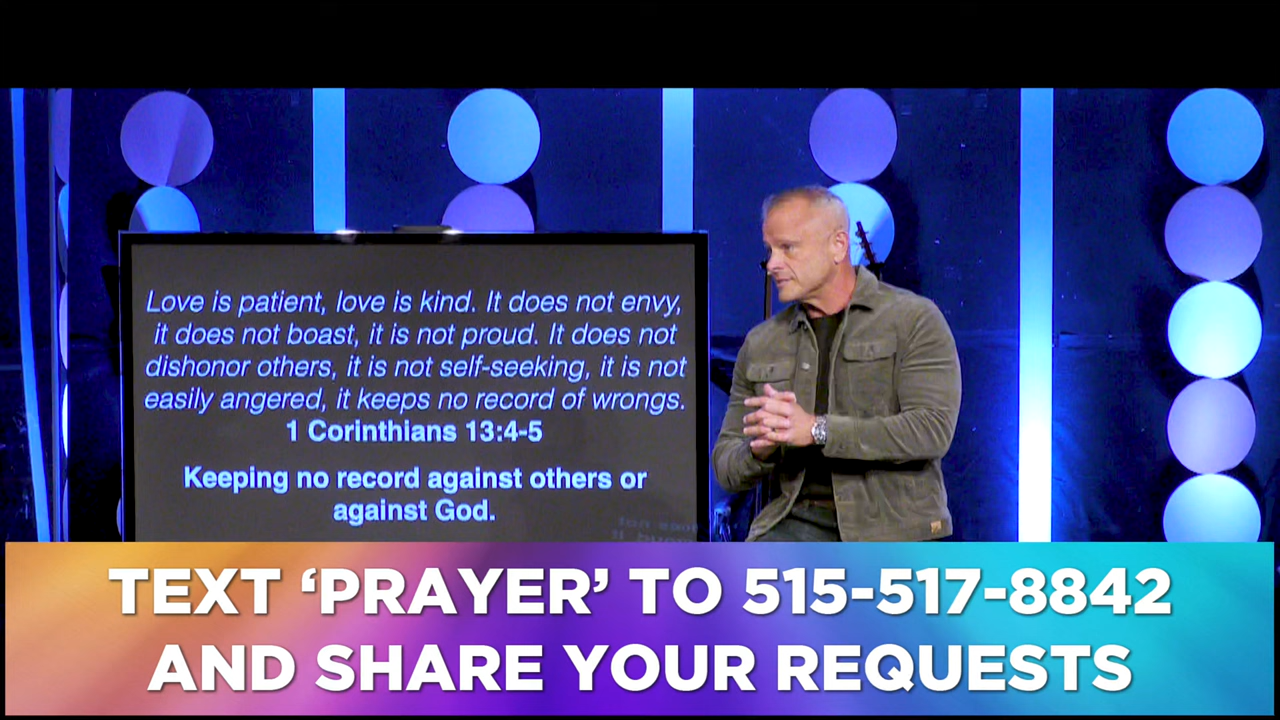 Love is patient, love is kind. It does not envy,
it does not boast, it is not proud. It does not
dishonor others, it is not self-seeking, it is not
easily angered, it keeps no record of wrongs.
1 Corinthians 13:4-5
Keeping no record against others or
against God.
TEXT ‘PRAYER’ TO 515-517-8842
AND SHARE YOUR REQUESTS